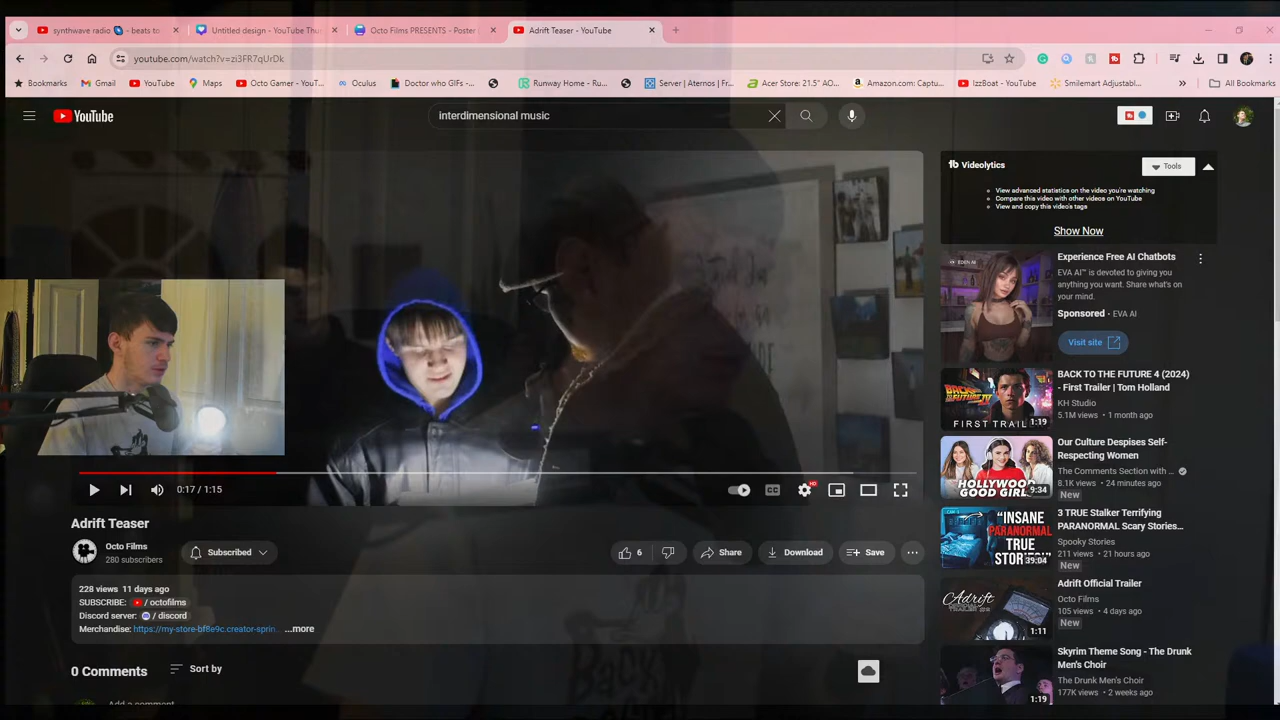 synthwave radio - beats to
Untitled design - YouTube Thu
Octo Films PRESENTS - Poster
Adrift Teaser - YouTube
youtube.com/watch?v=zi3FR7qUrDk
Bookmarks
Gmail
YouTube
Maps
Octo Gamer - YouT...
Oculus
Doctor who GIFs -...
Runway Home - Ru...
Server | Aternos | Fr...
Acer Store: 21.5" AO...
Amazon.com: Captu...
IzzBoat - YouTube
Smilemart Adjustabl...
All Bookmarks
YouTube
interdimensional music
tb Videolytics
Tools
View advanced statistics on the video you're watching
Compare this video with other videos on YouTube
View and copy this video's tags
Show Now
EDEN AI
Experience Free AI Chatbots
EVA AI™ is devoted to giving you
anything you want. Share what's on
your mind.
Sponsored • EVA AI
Visit site
BACK TO THE FUTURE 4 (2024)
- First Trailer | Tom Holland
KH Studio
5.1M views • 1 month ago
BACK TO THE FUTURE
FIRST TRAIL
1:19
Our Culture Despises Self-
Respecting Women
The Comments Section with ...
8.1K views • 24 minutes ago
New
HOLLYWOOD
GOOD GIRL
9:34
3 TRUE Stalker Terrifying
PARANORMAL Scary Stories...
Spooky Stories
211 views • 21 hours ago
New
"INSANE
PARANORMAL
TRUE
STORIES"
39:04
Adrift Official Trailer
Octo Films
105 views • 4 days ago
New
Adrift
1:11
Skyrim Theme Song - The Drunk
Men's Choir
The Drunk Men's Choir
177K views • 2 weeks ago
1:19
0:17 / 1:15
CC
HD
Adrift Teaser
Octo Films
280 subscribers
Subscribed
6
Share
Download
Save
228 views 11 days ago
SUBSCRIBE: / octofilms
Discord server: / discord
Merchandise: https://my-store-bf8e9c.creator-sprin... ...more
0 Comments
Sort by
Add a comment...